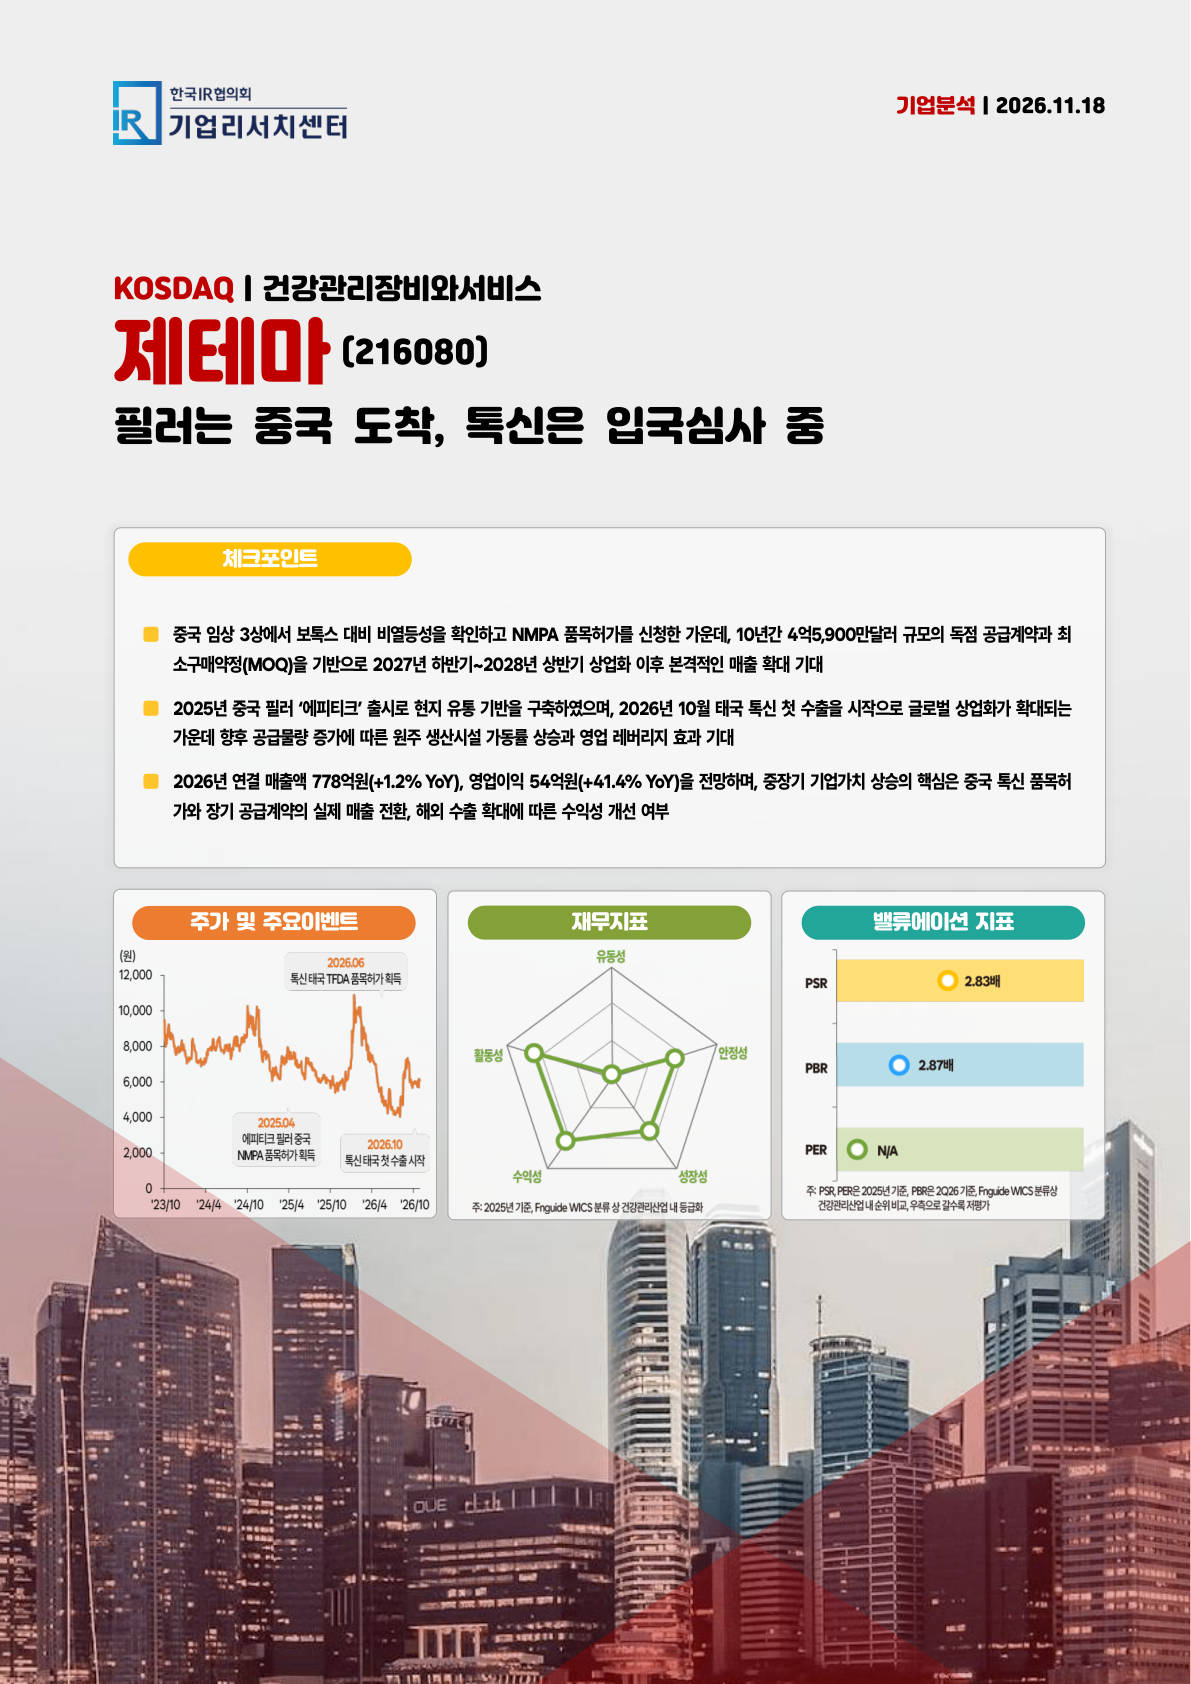 한국IR협의회
기업리서치센터
기업분석 | 2026.11.18
KOSDAQ | 건강관리장비와서비스
제테마 (216080)
필러는 중국 도착, 톡신은 입국심사 중
체크포인트
중국 임상 3상에서 보톡스 대비 비열등성을 확인하고 NMPA 품목허가를 신청한 가운데, 10년간 4억5,900만달러 규모의 독점 공급계약과 최
소구매약정(MOQ)을 기반으로 2027년 하반기~2028년 상반기 상업화 이후 본격적인 매출 확대 기대
2025년 중국 필러 ‘에피티크’ 출시로 현지 유통 기반을 구축하였으며, 2026년 10월 태국 톡신 첫 수출을 시작으로 글로벌 상업화가 확대되는
가운데 향후 공급물량 증가에 따른 원주 생산시설 가동률 상승과 영업 레버리지 효과 기대
2026년 연결 매출액 778억원(+1.2% YoY), 영업이익 54억원(+41.4% YoY)을 전망하며, 중장기 기업가치 상승의 핵심은 중국 톡신 품목허
가와 장기 공급계약의 실제 매출 전환, 해외 수출 확대에 따른 수익성 개선 여부
주가 및 주요이벤트
(원)
12,000
10,000
8,000
6,000
4,000
2,000
0
'23/10 '24/4 '24/10 '25/4 '25/10 '26/4 '26/10
2026.06
톡신 태국 TFDA 품목허가 획득
2025.04
에피티크 필러 중국
NMPA 품목허가 획득
2026.10
톡신 태국 첫 수출 시작
재무지표
유동성
안정성
성장성
수익성
활동성
주: 2025년 기준, Fnguide WICS 분류 상 건강관리산업 내 등급화
밸류에이션 지표
PSR 2.83배
PBR 2.87배
PER N/A
주: PSR, PER은 2025년 기준, PBR은 2Q26 기준, Fnguide WICS 분류상
건강관리산업 내 순위 비교, 우측으로 갈수록 저평가
OUE